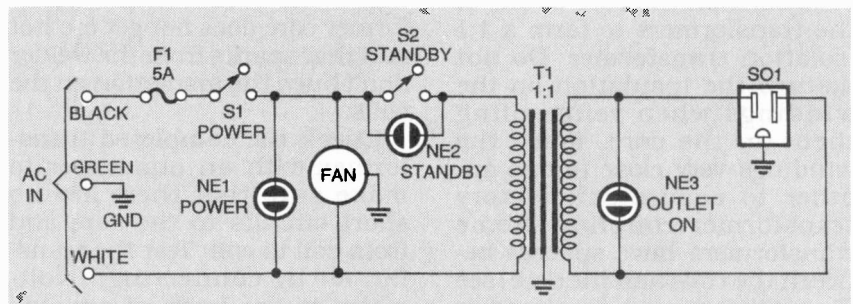 S2
STANDBY
F1
5A
T1
1:1
SO1
BLACK
S1
POWER
NE2
STANDBY
AC
IN
GREEN
GND
NE1
POWER
FAN
NE3
OUTLET
ON
WHITE